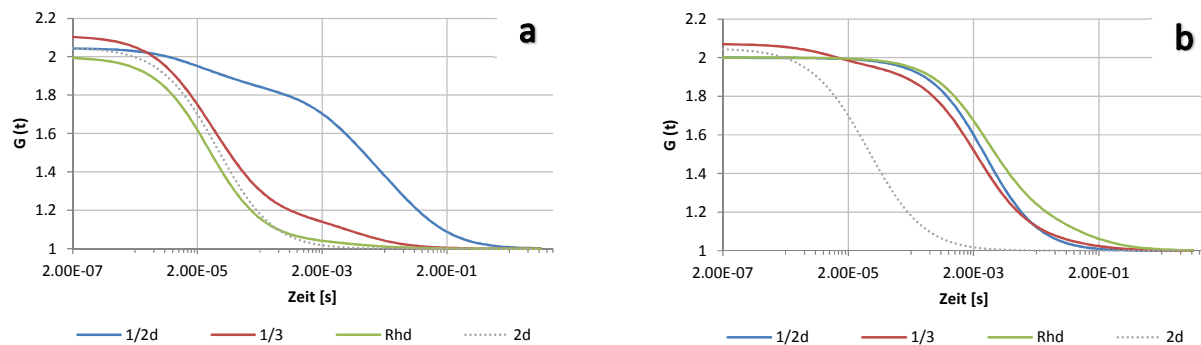 2.2
a
2
1.8
1.6
1.4
1.2
1
G (t)
2.00E-07
2.00E-05
2.00E-03
2.00E-01
Zeit [s]
1/2d
1/3
Rhd
2d
2.2
b
2
1.8
1.6
1.4
1.2
1
G (t)
2.00E-07
2.00E-05
2.00E-03
2.00E-01
Zeit [s]
1/2d
1/3
Rhd
2d